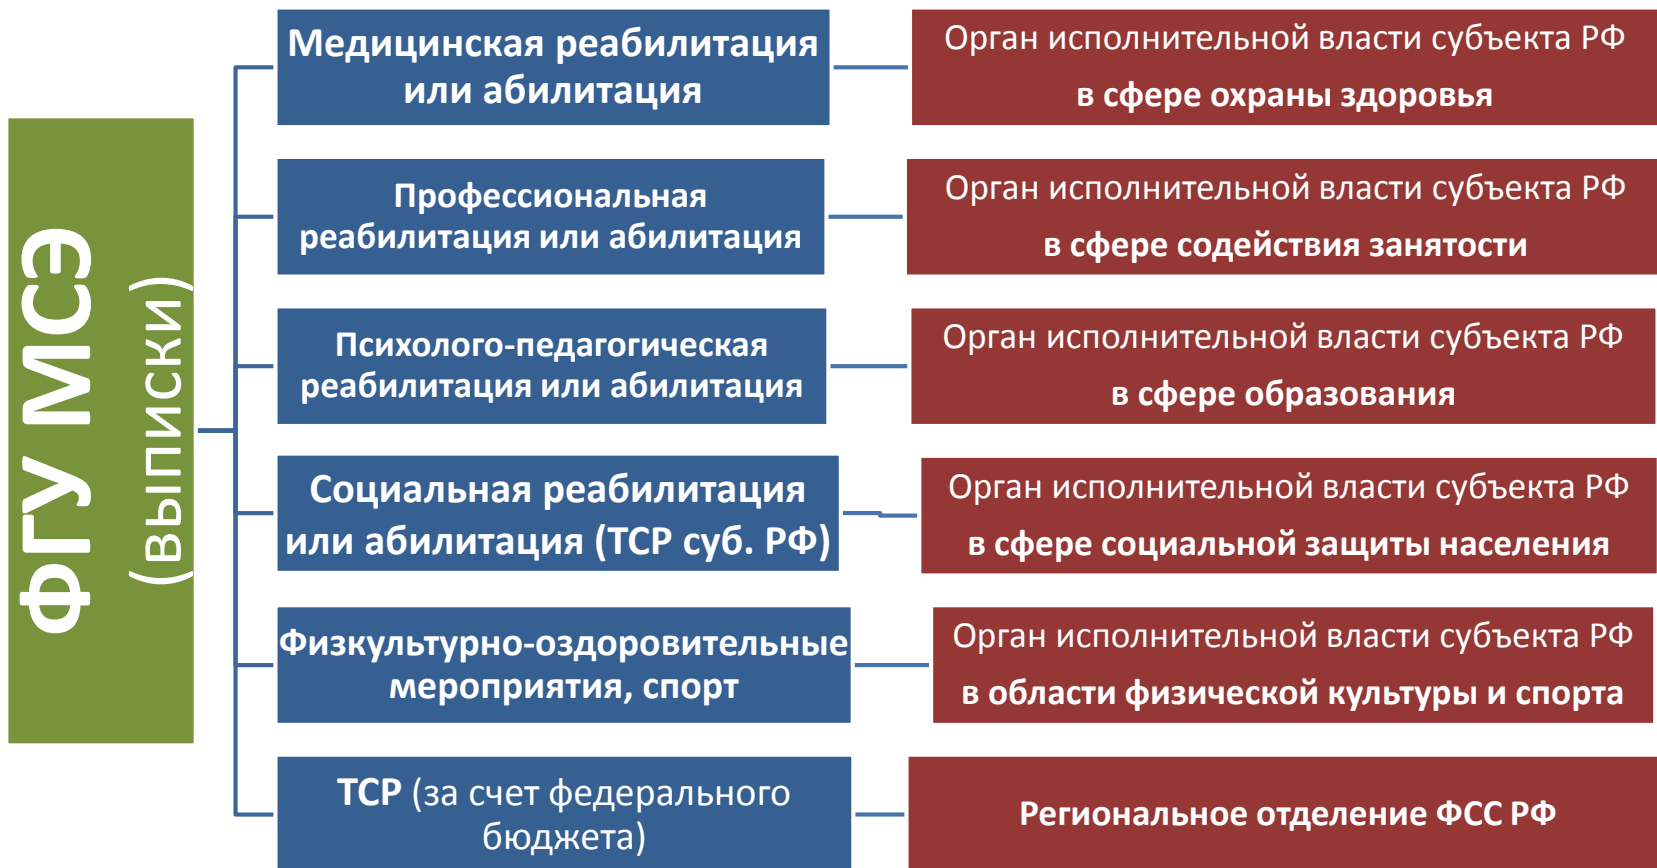 ФГУ МСЭ
(выписки)
Медицинская реабилитация
или абилитация
Орган исполнительной власти субъекта РФ
в сфере охраны здоровья
Профессиональная
реабилитация или абилитация
Орган исполнительной власти субъекта РФ
в сфере содействия занятости
Психолого-педагогическая
реабилитация или абилитация
Орган исполнительной власти субъекта РФ
в сфере образования
Социальная реабилитация
или абилитация (ТСР суб. РФ)
Орган исполнительной власти субъекта РФ
в сфере социальной защиты населения
Физкультурно-оздоровительные
мероприятия, спорт
Орган исполнительной власти субъекта РФ
в области физической культуры и спорта
ТСР (за счет федерального
бюджета)
Региональное отделение ФСС РФ